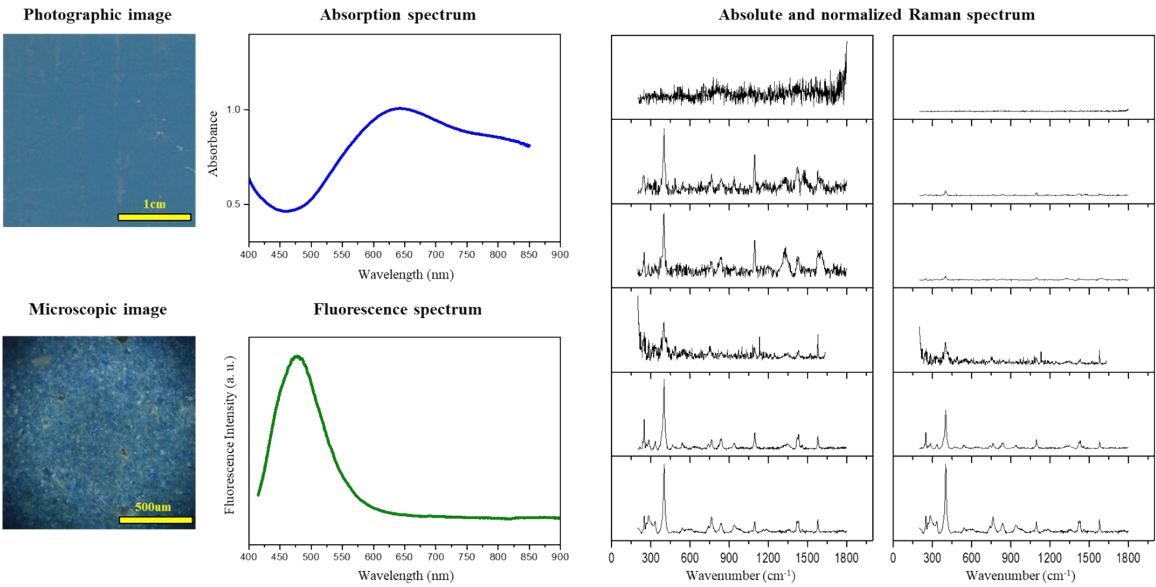 Photographic image
Absorption spectrum
Absolute and normalized Raman spectrum
1cm
Absorbance
1.0
0.5
400 450 500 550 600 650 700 750 800 850 900
Wavelength (nm)
Microscopic image
Fluorescence spectrum
500um
Fluorescence Intensity (a. u.)
400 450 500 550 600 650 700 750 800 850 900
Wavelength (nm)
300 600 900 1200 1500 1800
Wavenumber (cm-1)
300 600 900 1200 1500 1800
Wavenumber (cm-1)